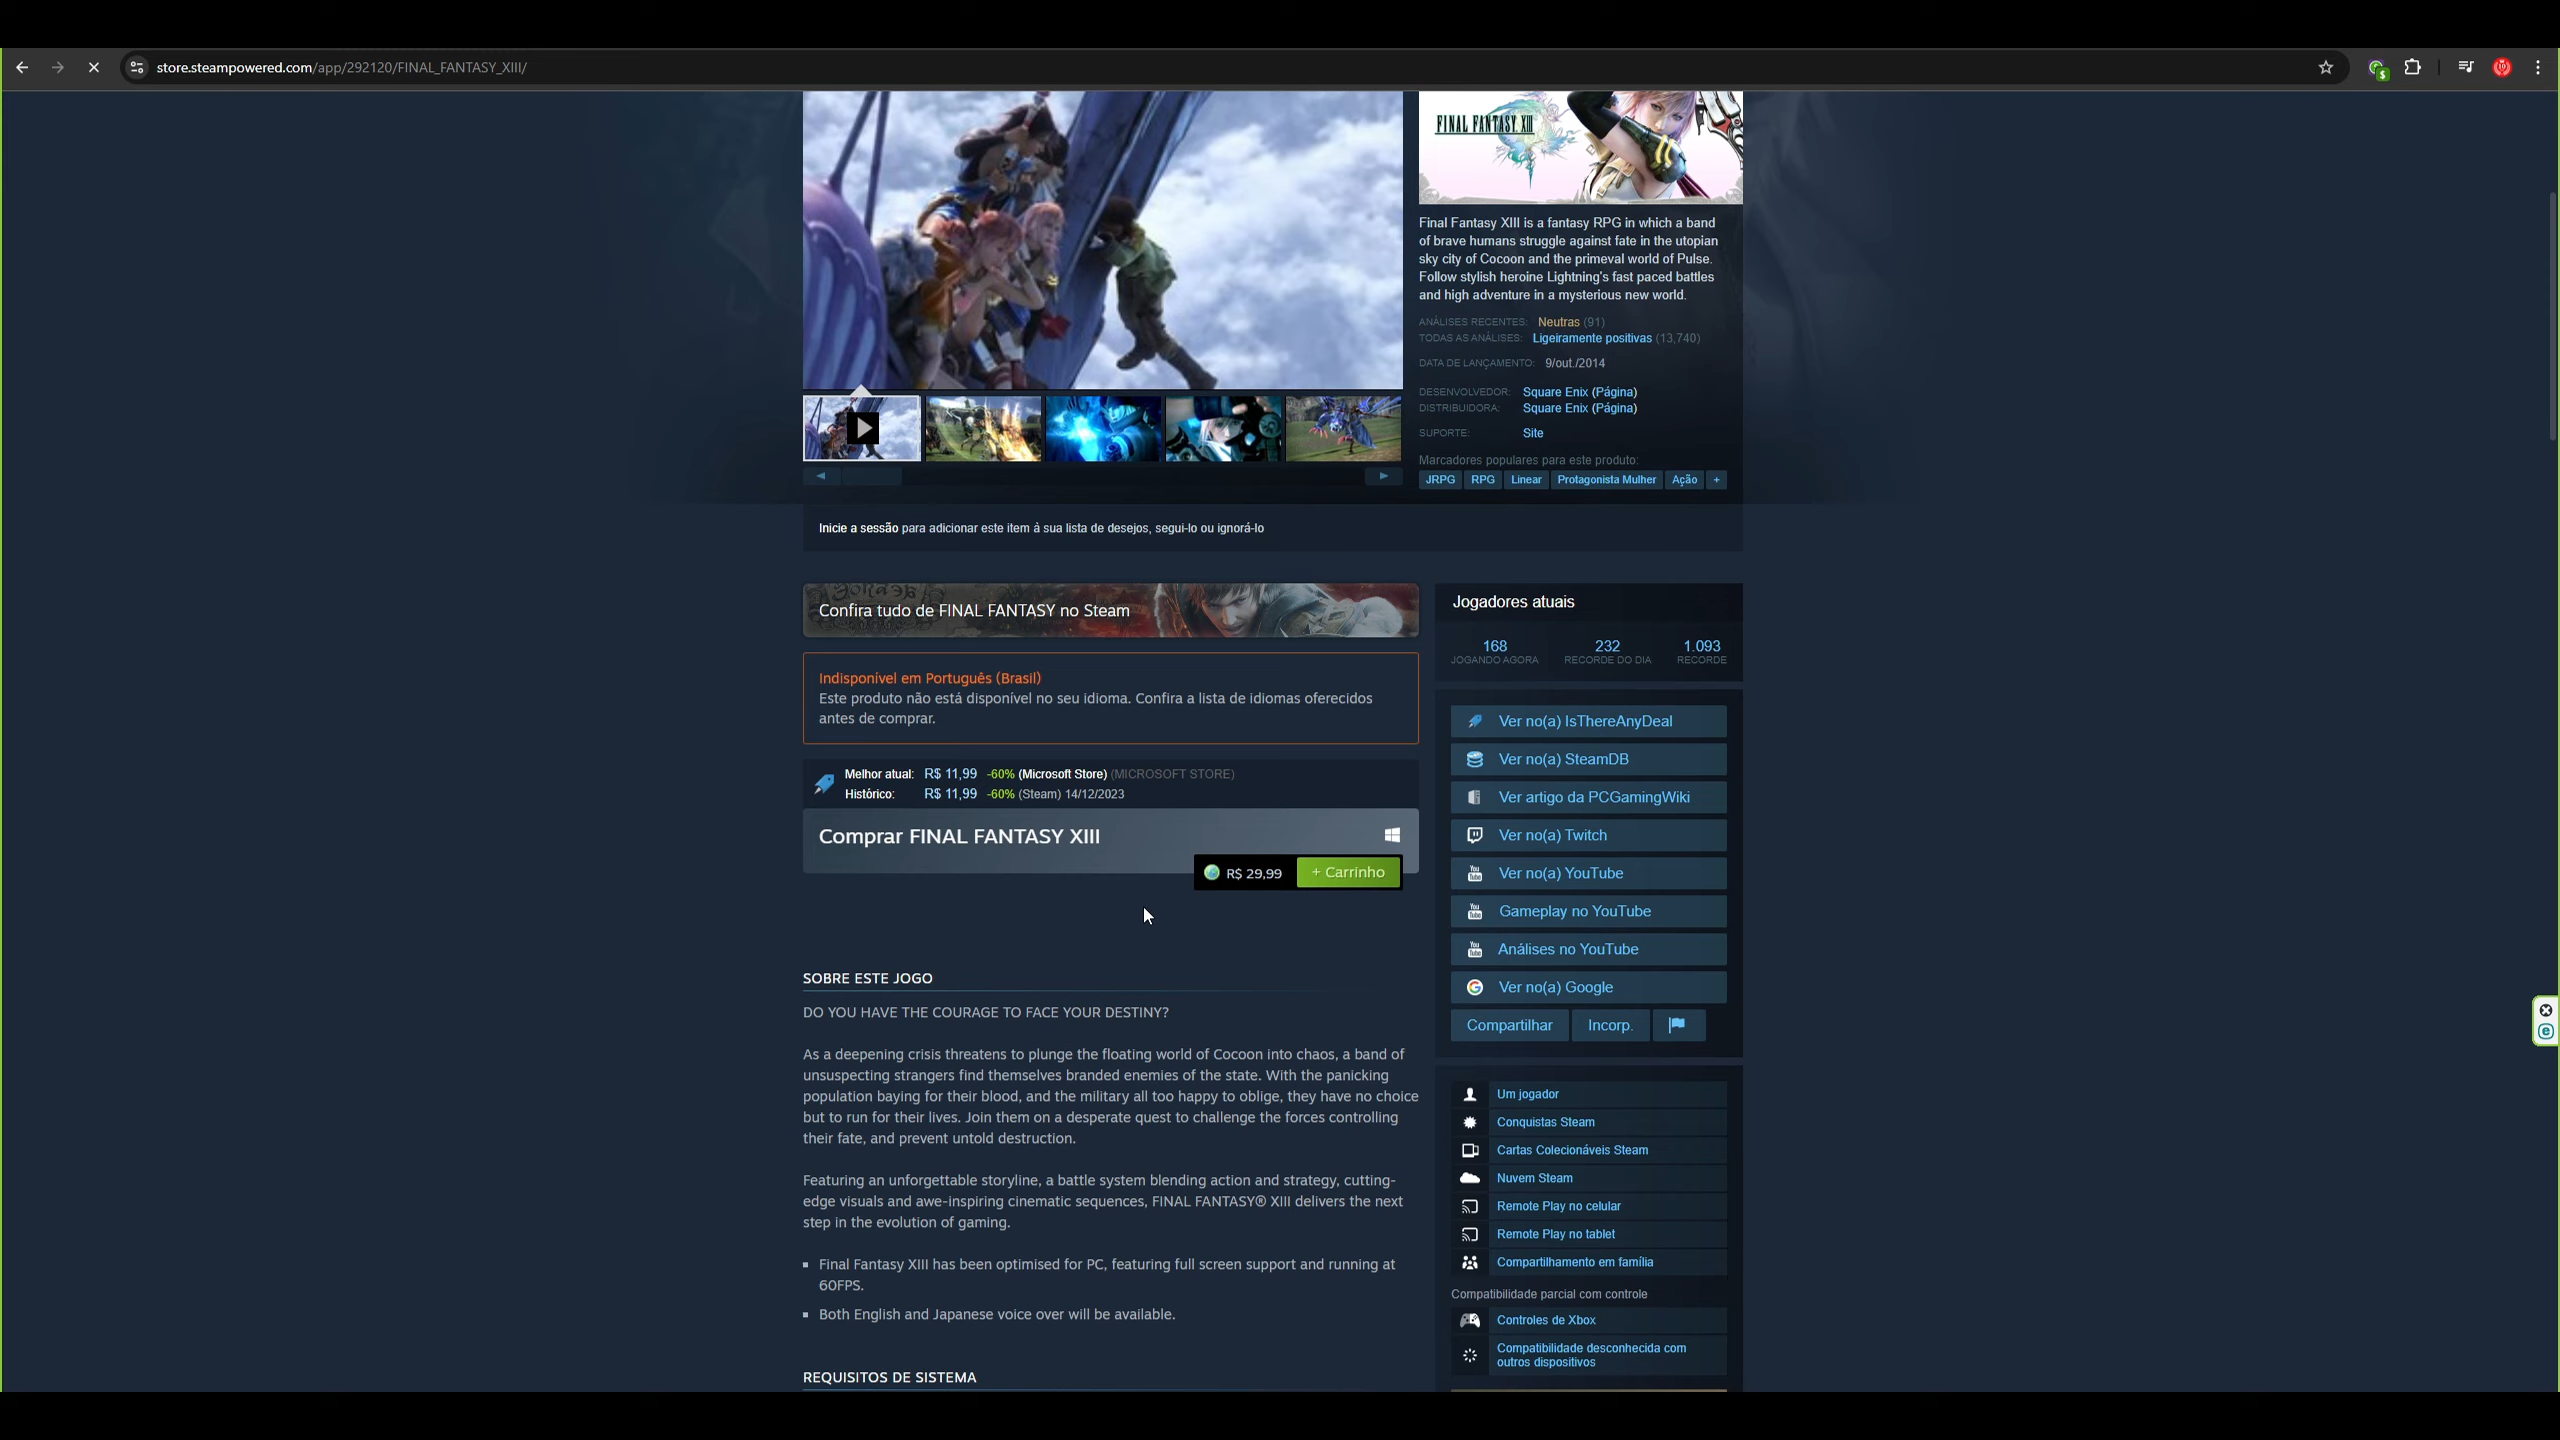 store.steampowered.com/app/292120/FINAL_FANTASY_XIII/
FINAL FANTASY XIII
Final Fantasy XIII is a fantasy RPG in which a band
of brave humans struggle against fate in the utopian
sky city of Cocoon and the primeval world of Pulse.
Follow stylish heroine Lightning's fast paced battles
and high adventure in a mysterious new world.
ANÁLISES RECENTES: Neutras (91)
TODAS AS ANÁLISES: Ligeiramente positivas (13,740)
DATA DE LANÇAMENTO: 9/out./2014
DESENVOLVEDOR: Square Enix (Página)
DISTRIBUIDORA: Square Enix (Página)
SUPORTE: Site
Marcadores populares para este produto:
JRPG RPG Linear Protagonista Mulher Ação +
Inicie a sessão para adicionar este item à sua lista de desejos, segui-lo ou ignorá-lo
Confira tudo de FINAL FANTASY no Steam
Indisponível em Português (Brasil)
Este produto não está disponível no seu idioma. Confira a lista de idiomas oferecidos
antes de comprar.
Melhor atual: R$ 11,99 -60% (Microsoft Store) (MICROSOFT STORE)
Histórico: R$ 11,99 -60% (Steam) 14/12/2023
Comprar FINAL FANTASY XIII
R$ 29,99 + Carrinho
SOBRE ESTE JOGO
DO YOU HAVE THE COURAGE TO FACE YOUR DESTINY?
As a deepening crisis threatens to plunge the floating world of Cocoon into chaos, a band of
unsuspecting strangers find themselves branded enemies of the state. With the panicking
population baying for their blood, and the military all too happy to oblige, they have no choice
but to run for their lives. Join them on a desperate quest to challenge the forces controlling
their fate, and prevent untold destruction.
Featuring an unforgettable storyline, a battle system blending action and strategy, cutting-
edge visuals and awe-inspiring cinematic sequences, FINAL FANTASY® XIII delivers the next
step in the evolution of gaming.
Final Fantasy XIII has been optimised for PC, featuring full screen support and running at
60FPS.
Both English and Japanese voice over will be available.
REQUISITOS DE SISTEMA
Jogadores atuais
168 232 1.093
JOGANDO AGORA RECORDE DO DIA RECORDE
Ver no(a) IsThereAnyDeal
Ver no(a) SteamDB
Ver artigo da PCGamingWiki
Ver no(a) Twitch
Ver no(a) YouTube
Gameplay no YouTube
Análises no YouTube
Ver no(a) Google
Compartilhar Incorp.
Um jogador
Conquistas Steam
Cartas Colecionáveis Steam
Nuvem Steam
Remote Play no celular
Remote Play no tablet
Compartilhamento em família
Compatibilidade parcial com controle
Controles de Xbox
Compatibilidade desconhecida com
outros dispositivos